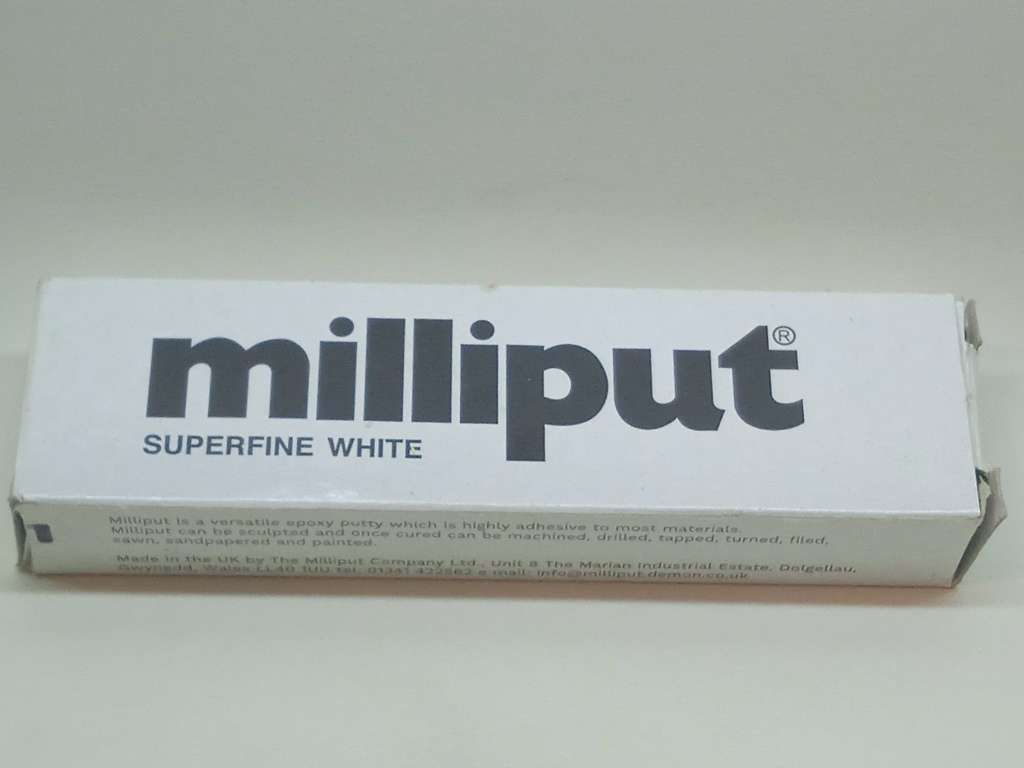 milliput®
SUPERFINE WHITE
Milliput is a versatile epoxy putty which is highly adhesive to most materials.
Milliput can be sculpted and once cured can be machined, drilled, tapped, turned, filed,
sawn, sandpapered and painted.
Made in the UK by The Milliput Company Ltd., Unit 8 The Marian Industrial Estate, Dolgellau,
Gwynedd, Wales LL40 1UU tel. 01341 422562 e mail: info@milliput.demon.co.uk